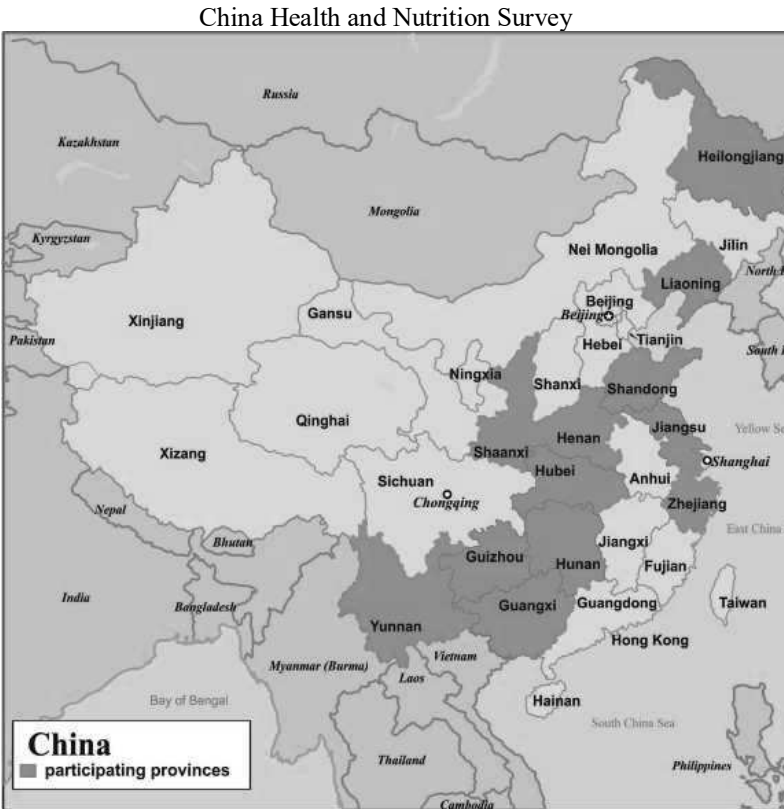 China Health and Nutrition Survey
Russia
Kazakhstan
Heilongjiang
Mongolia
Kyrgyzstan
Nei Mongolia
Jilin
North
Liaoning
Beijing
Beijing
Xinjiang
Gansu
Hebei
Tianjin
Pakistan
South
Ningxia
Shanxi
Shandong
Qinghai
Jiangsu
Yellow Se
Henan
Xizang
Shaanxi
Shanghai
Hubei
Anhui
Sichuan
Chongqing
Zhejiang
Nepal
East China
Bhutan
Jiangxi
Guizhou
Hunan
Fujian
India
Bangladesh
Guangxi
Guangdong
Taiwan
Yunnan
Hong Kong
Vietnam
Myanmar (Burma)
Laos
Bay of Bengal
Hainan
South China Sea
China
participating provinces
Thailand
Philippines
Cambodia